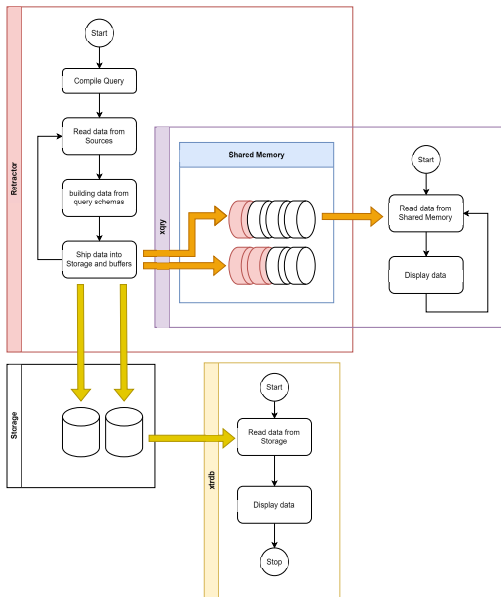 Retractor
Start
Compile Query
Read data from
Sources
building data from
query schemas
Ship data into
Storage and buffers
xqry
Shared Memory
Start
Read data from
Shared Memory
Display data
Storage
xtrdb
Start
Read data from
Storage
Display data
Stop